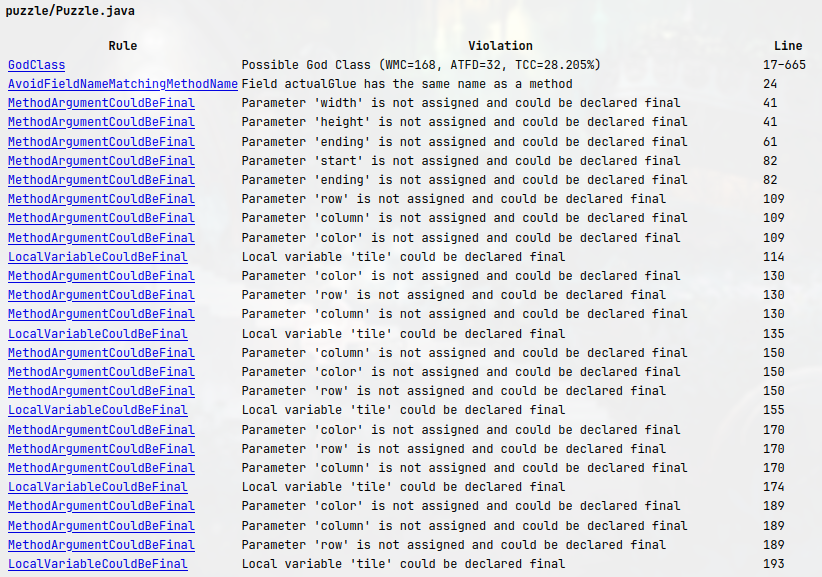 puzzle/Puzzle.java
Rule Violation Line
GodClass Possible God Class (WMC=168, ATFD=32, TCC=28.205%) 17–665
AvoidFieldNameMatchingMethodName Field actualGlue has the same name as a method 24
MethodArgumentCouldBeFinal Parameter 'width' is not assigned and could be declared final 41
MethodArgumentCouldBeFinal Parameter 'height' is not assigned and could be declared final 41
MethodArgumentCouldBeFinal Parameter 'ending' is not assigned and could be declared final 61
MethodArgumentCouldBeFinal Parameter 'start' is not assigned and could be declared final 82
MethodArgumentCouldBeFinal Parameter 'ending' is not assigned and could be declared final 82
MethodArgumentCouldBeFinal Parameter 'row' is not assigned and could be declared final 109
MethodArgumentCouldBeFinal Parameter 'column' is not assigned and could be declared final 109
MethodArgumentCouldBeFinal Parameter 'color' is not assigned and could be declared final 109
LocalVariableCouldBeFinal Local variable 'tile' could be declared final 114
MethodArgumentCouldBeFinal Parameter 'color' is not assigned and could be declared final 130
MethodArgumentCouldBeFinal Parameter 'row' is not assigned and could be declared final 130
MethodArgumentCouldBeFinal Parameter 'column' is not assigned and could be declared final 130
LocalVariableCouldBeFinal Local variable 'tile' could be declared final 135
MethodArgumentCouldBeFinal Parameter 'column' is not assigned and could be declared final 150
MethodArgumentCouldBeFinal Parameter 'color' is not assigned and could be declared final 150
MethodArgumentCouldBeFinal Parameter 'row' is not assigned and could be declared final 150
LocalVariableCouldBeFinal Local variable 'tile' could be declared final 155
MethodArgumentCouldBeFinal Parameter 'color' is not assigned and could be declared final 170
MethodArgumentCouldBeFinal Parameter 'row' is not assigned and could be declared final 170
MethodArgumentCouldBeFinal Parameter 'column' is not assigned and could be declared final 170
LocalVariableCouldBeFinal Local variable 'tile' could be declared final 174
MethodArgumentCouldBeFinal Parameter 'color' is not assigned and could be declared final 189
MethodArgumentCouldBeFinal Parameter 'column' is not assigned and could be declared final 189
MethodArgumentCouldBeFinal Parameter 'row' is not assigned and could be declared final 189
LocalVariableCouldBeFinal Local variable 'tile' could be declared final 193